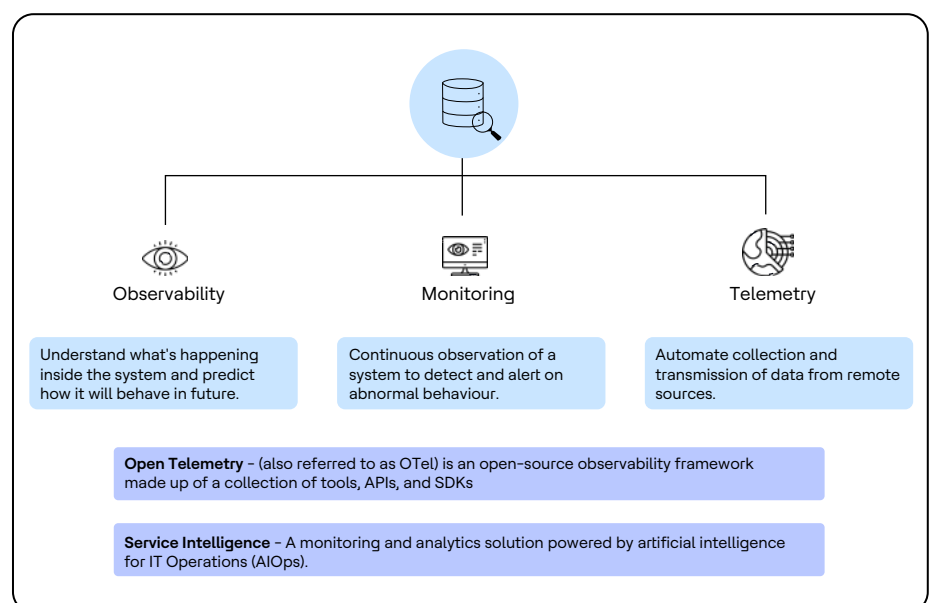 Observability
Monitoring
Telemetry
Understand what's happening
inside the system and predict
how it will behave in future.
Continuous observation of a
system to detect and alert on
abnormal behaviour.
Automate collection and
transmission of data from remote
sources.
Open Telemetry - (also referred to as OTel) is an open-source observability framework
made up of a collection of tools, APIs, and SDKs
Service Intelligence - A monitoring and analytics solution powered by artificial intelligence
for IT Operations (AIOps).